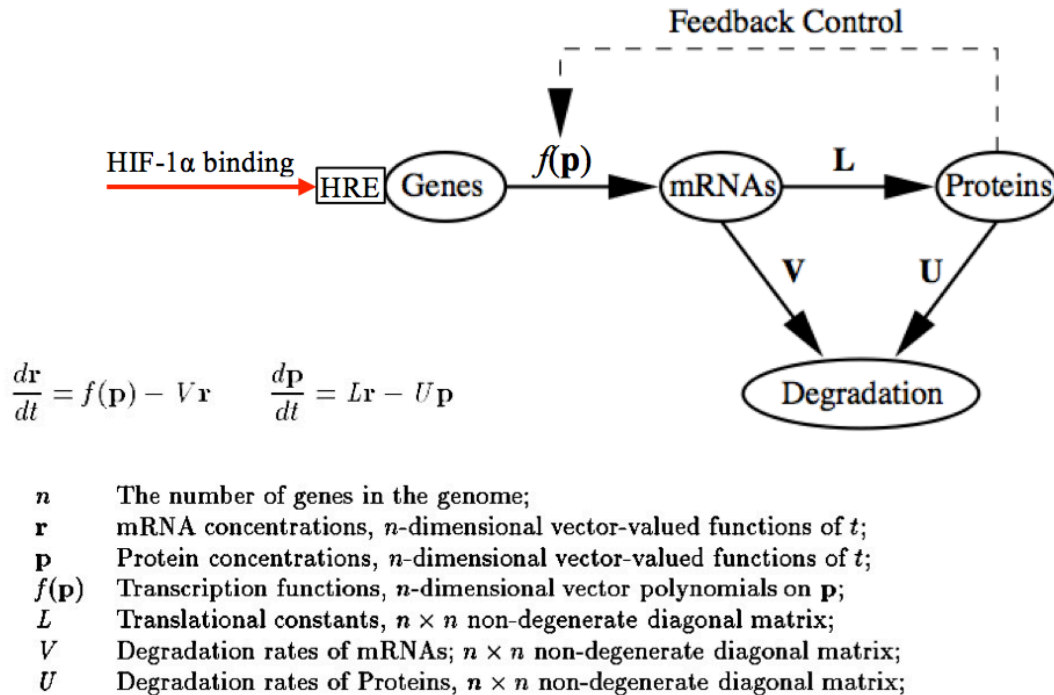 Feedback Control
HIF-1α binding
HRE
Genes
f(p)
mRNAs
L
Proteins
V
U
Degradation
dr/dt = f(p) − Vr    dp/dt = Lr − Up
n The number of genes in the genome;
r mRNA concentrations, n-dimensional vector-valued functions of t;
p Protein concentrations, n-dimensional vector-valued functions of t;
f(p) Transcription functions, n-dimensional vector polynomials on p;
L Translational constants, n × n non-degenerate diagonal matrix;
V Degradation rates of mRNAs; n × n non-degenerate diagonal matrix;
U Degradation rates of Proteins, n × n non-degenerate diagonal matrix;